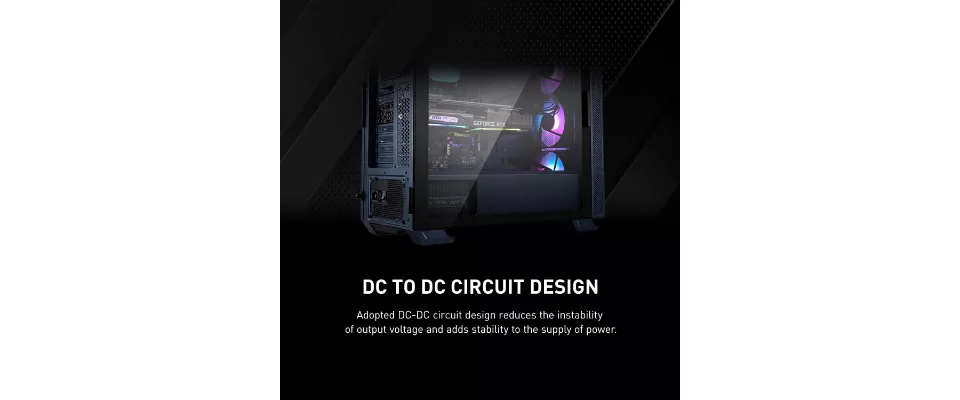 GEFORCE RTX
DC TO DC CIRCUIT DESIGN
Adopted DC-DC circuit design reduces the instability
of output voltage and adds stability to the supply of power.